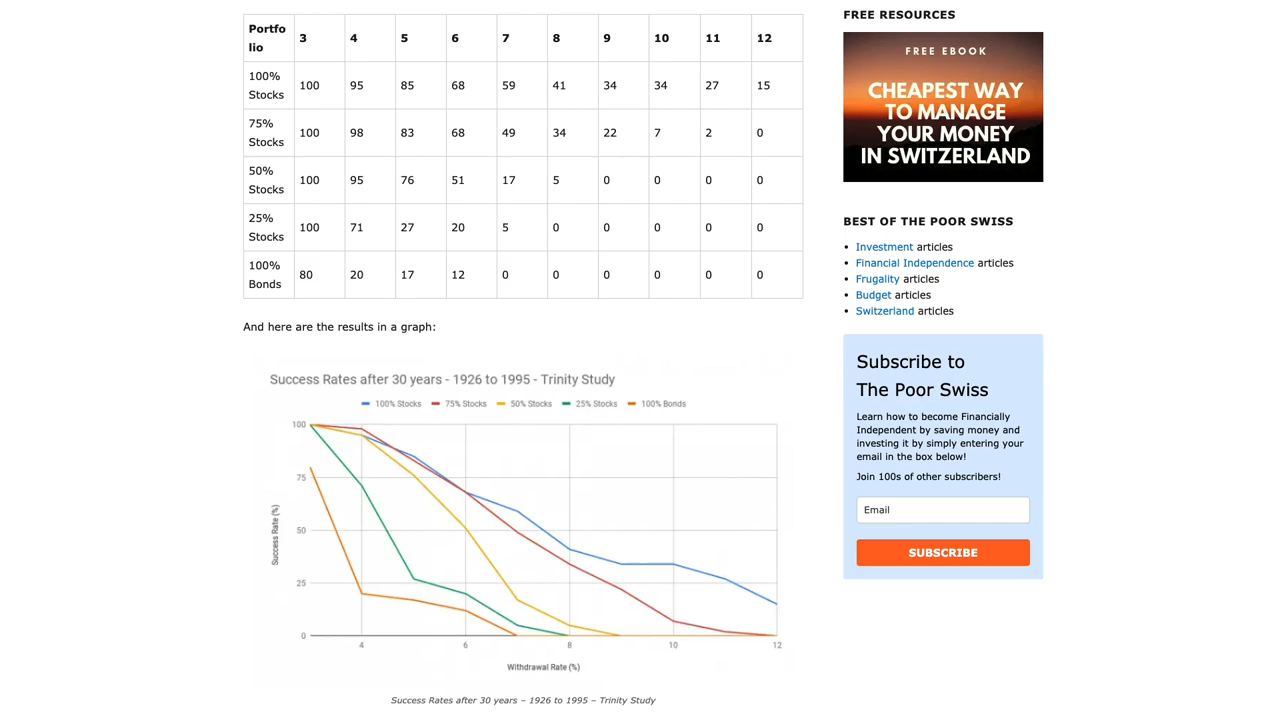 Portfo
lio 3 4 5 6 7 8 9 10 11 12
100%
Stocks 100 95 85 68 59 41 34 34 27 15
75%
Stocks 100 98 83 68 49 34 22 7 2 0
50%
Stocks 100 95 76 51 17 5 0 0 0 0
25%
Stocks 100 71 27 20 5 0 0 0 0 0
100%
Bonds 80 20 17 12 0 0 0 0 0 0
And here are the results in a graph:
Success Rates after 30 years - 1926 to 1995 - Trinity Study
100% Stocks 75% Stocks 50% Stocks 25% Stocks 100% Bonds
100
75
50
25
0
Success Rate (%)
4 6 8 10 12
Withdrawal Rate (%)
Success Rates after 30 years – 1926 to 1995 – Trinity Study
FREE RESOURCES
FREE EBOOK
CHEAPEST WAY
TO MANAGE
YOUR MONEY
IN SWITZERLAND
BEST OF THE POOR SWISS
• Investment articles
• Financial Independence articles
• Frugality articles
• Budget articles
• Switzerland articles
Subscribe to
The Poor Swiss
Learn how to become Financially
Independent by saving money and
investing it by simply entering your
email in the box below!
Join 100s of other subscribers!
Email
SUBSCRIBE